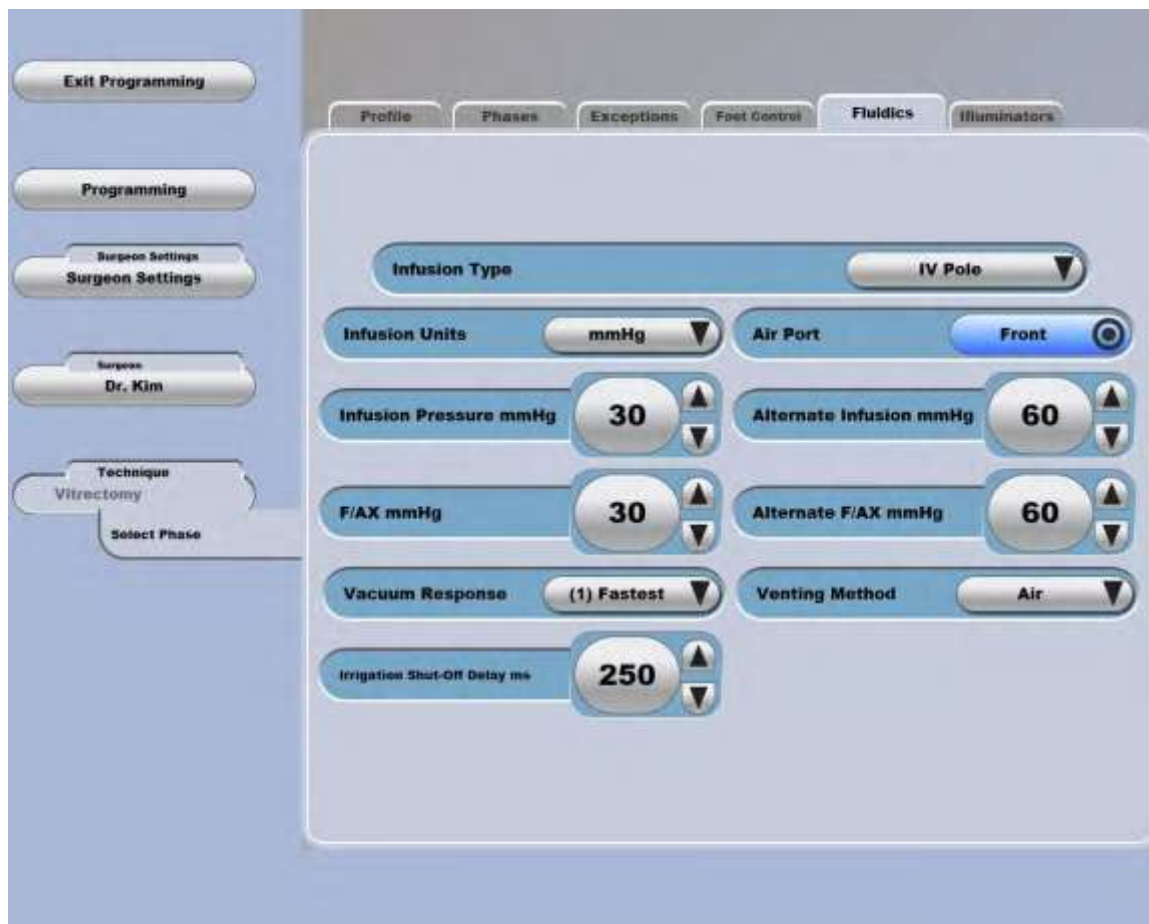 Exit Programming
Profile Phases Exceptions Foot Control Fluidics Illuminators
Programming
Surgeon Settings
Surgeon Settings
Infusion Type IV Pole
Infusion Units mmHg Air Port Front
Surgeon
Dr. Kim
Infusion Pressure mmHg 30 Alternate Infusion mmHg 60
Technique
Vitrectomy
Select Phase
F/AX mmHg 30 Alternate F/AX mmHg 60
Vacuum Response (1) Fastest Venting Method Air
Irrigation Shut-Off Delay ms 250